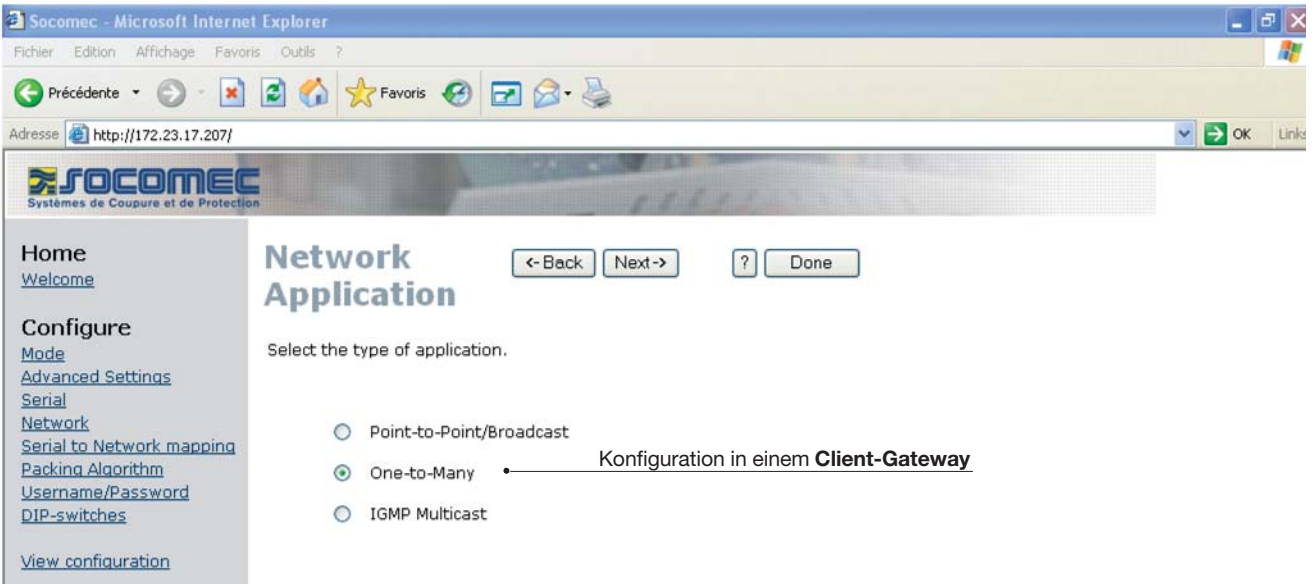 Socomec - Microsoft Internet Explorer
Fichier Edition Affichage Favoris Outils ?
Précédente Favoris
Adresse http://172.23.17.207/ OK Links
SOCOMEC
Systèmes de Coupure et de Protection
Home
Welcome
Configure
Mode
Advanced Settings
Serial
Network
Serial to Network mapping
Packing Algorithm
Username/Password
DIP-switches
View configuration
Network
Application
<-Back Next-> ? Done
Select the type of application.
Point-to-Point/Broadcast
One-to-Many Konfiguration in einem Client-Gateway
IGMP Multicast